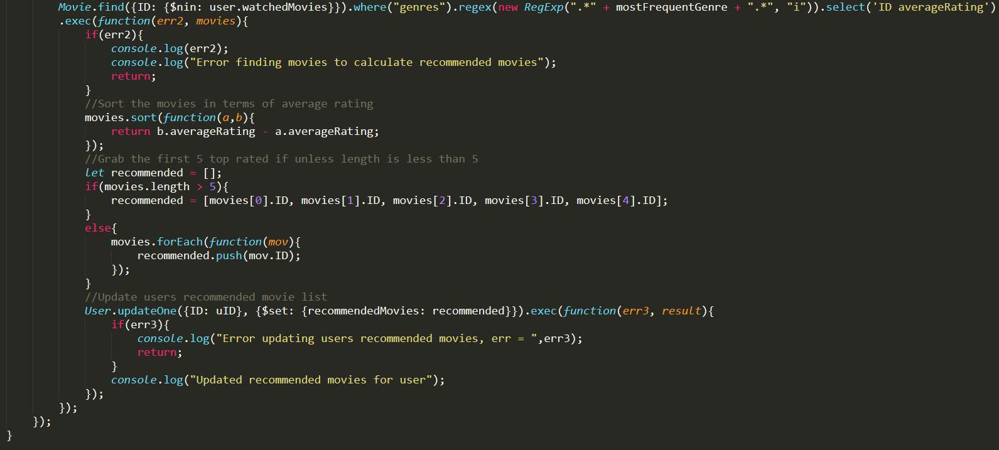 Movie.find({ID: {$nin: user.watchedMovies}}).where("genres").regex(new RegExp(".*" + mostFrequentGenre + ".*", "i")).select('ID averageRating')
.exec(function(err2, movies){
if(err2){
console.log(err2);
console.log("Error finding movies to calculate recommended movies");
return;
}
//Sort the movies in terms of average rating
movies.sort(function(a,b){
return b.averageRating - a.averageRating;
});
//Grab the first 5 top rated if unless length is less than 5
let recommended = [];
if(movies.length > 5){
recommended = [movies[0].ID, movies[1].ID, movies[2].ID, movies[3].ID, movies[4].ID];
}
else{
movies.forEach(function(mov){
recommended.push(mov.ID);
});
}
//Update users recommended movie list
User.updateOne({ID: uID}, {$set: {recommendedMovies: recommended}}).exec(function(err3, result){
if(err3){
console.log("Error updating users recommended movies, err = ",err3);
return;
}
console.log("Updated recommended movies for user");
});
});
});
}